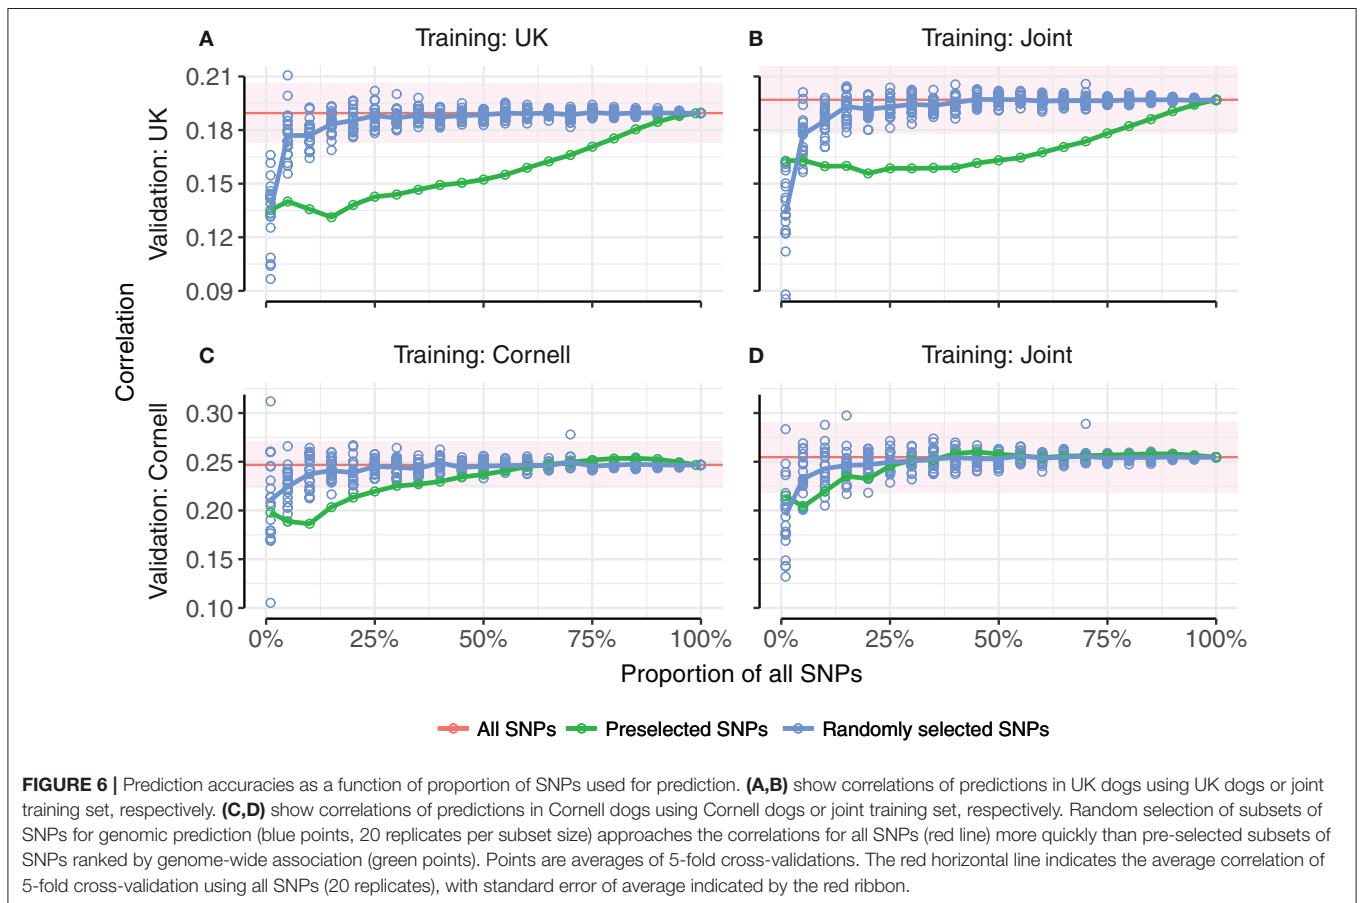 A Training: UK
B Training: Joint
0.21
0.18
0.15
0.12
0.09
Validation: UK
Correlation
C Training: Cornell
D Training: Joint
0.30
0.25
0.20
0.15
0.10
Validation: Cornell
0% 25% 50% 75% 100% 0% 25% 50% 75% 100%
Proportion of all SNPs
All SNPs Preselected SNPs Randomly selected SNPs
FIGURE 6 | Prediction accuracies as a function of proportion of SNPs used for prediction. (A,B) show correlations of predictions in UK dogs using UK dogs or joint
training set, respectively. (C,D) show correlations of predictions in Cornell dogs using Cornell dogs or joint training set, respectively. Random selection of subsets of
SNPs for genomic prediction (blue points, 20 replicates per subset size) approaches the correlations for all SNPs (red line) more quickly than pre-selected subsets of
SNPs ranked by genome-wide association (green points). Points are averages of 5-fold cross-validations. The red horizontal line indicates the average correlation of
5-fold cross-validation using all SNPs (20 replicates), with standard error of average indicated by the red ribbon.